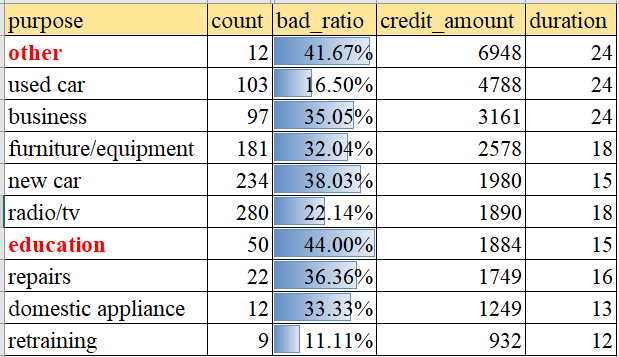 purpose count bad_ratio credit_amount duration
other 12 41.67% 6948 24
used car 103 16.50% 4788 24
business 97 35.05% 3161 24
furniture/equipment 181 32.04% 2578 18
new car 234 38.03% 1980 15
radio/tv 280 22.14% 1890 18
education 50 44.00% 1884 15
repairs 22 36.36% 1749 16
domestic appliance 12 33.33% 1249 13
retraining 9 11.11% 932 12